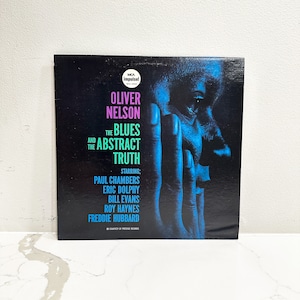 impulse!
OLIVER
NELSON
THE BLUES
AND THE ABSTRACT
TRUTH
STARRING:
PAUL CHAMBERS
ERIC DOLPHY
BILL EVANS
ROY HAYNES
FREDDIE HUBBARD